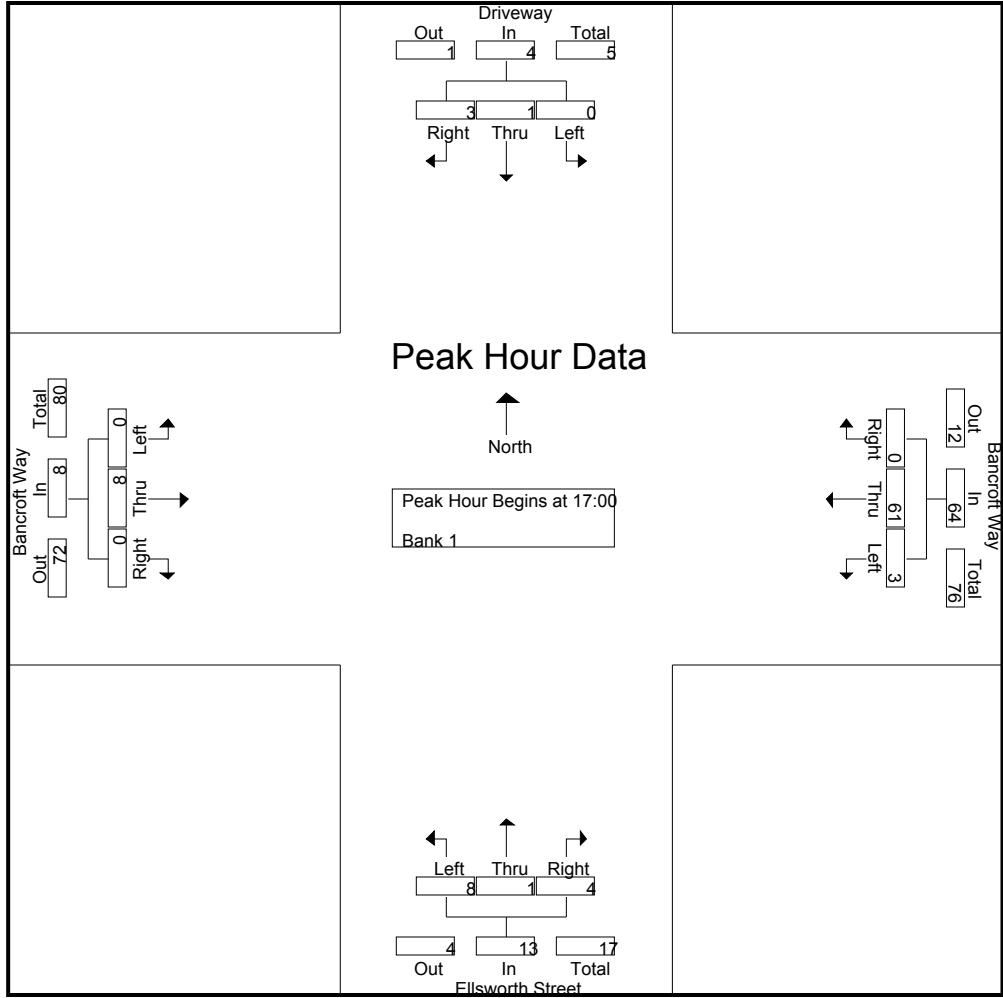 Driveway
Out In Total
1 4 5
3 1 0
Right Thru Left
Peak Hour Data
North
Peak Hour Begins at 17:00
Bank 1
Bancroft Way
Total In Out
80 8 72
0 8 0
Left Thru Right
Bancroft Way
Out In Total
12 64 76
0 61 3
Right Thru Left
Left Thru Right
8 1 4
4 13 17
Out In Total
Ellsworth Street